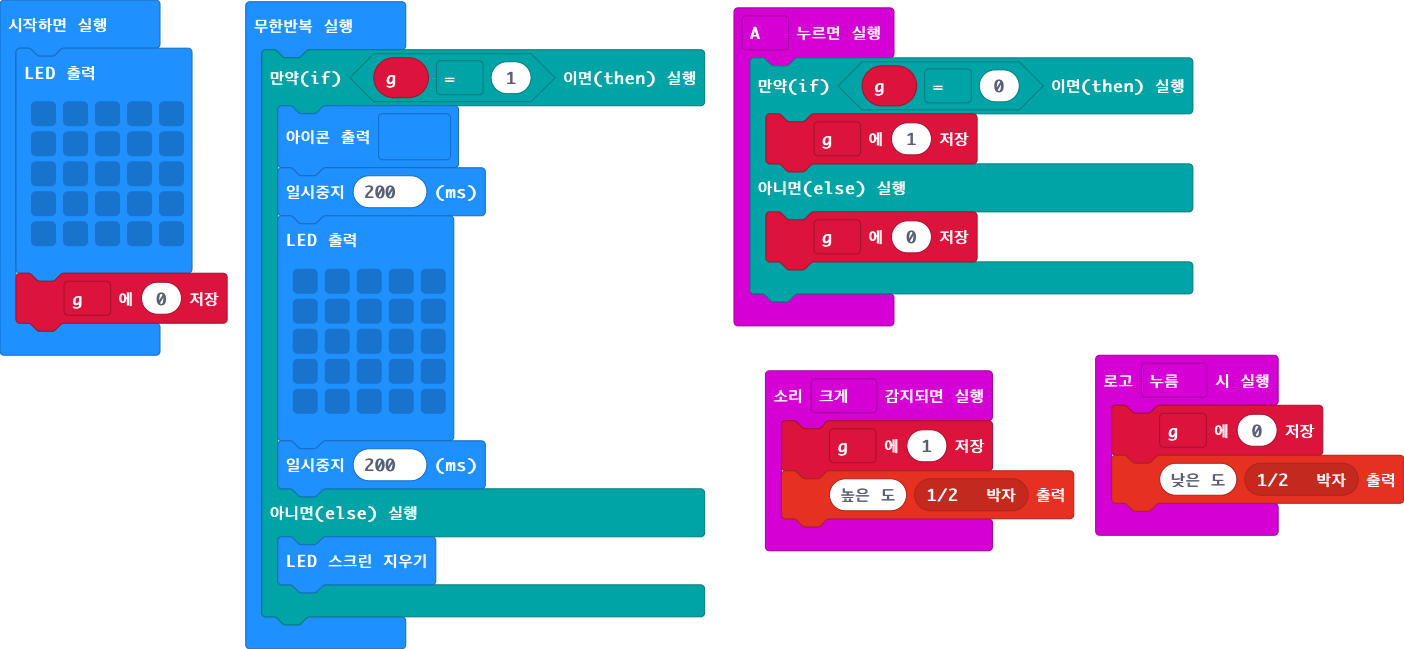 시작하면 실행
LED 출력
g 에 0 저장
무한반복 실행
만약(if) g = 1 이면(then) 실행
아이콘 출력
일시중지 200 (ms)
LED 출력
일시중지 200 (ms)
아니면(else) 실행
LED 스크린 지우기
A 누르면 실행
만약(if) g = 0 이면(then) 실행
g 에 1 저장
아니면(else) 실행
g 에 0 저장
소리 크게 감지되면 실행
g 에 1 저장
높은 도 1/2 박자 출력
로고 누름 시 실행
g 에 0 저장
낮은 도 1/2 박자 출력